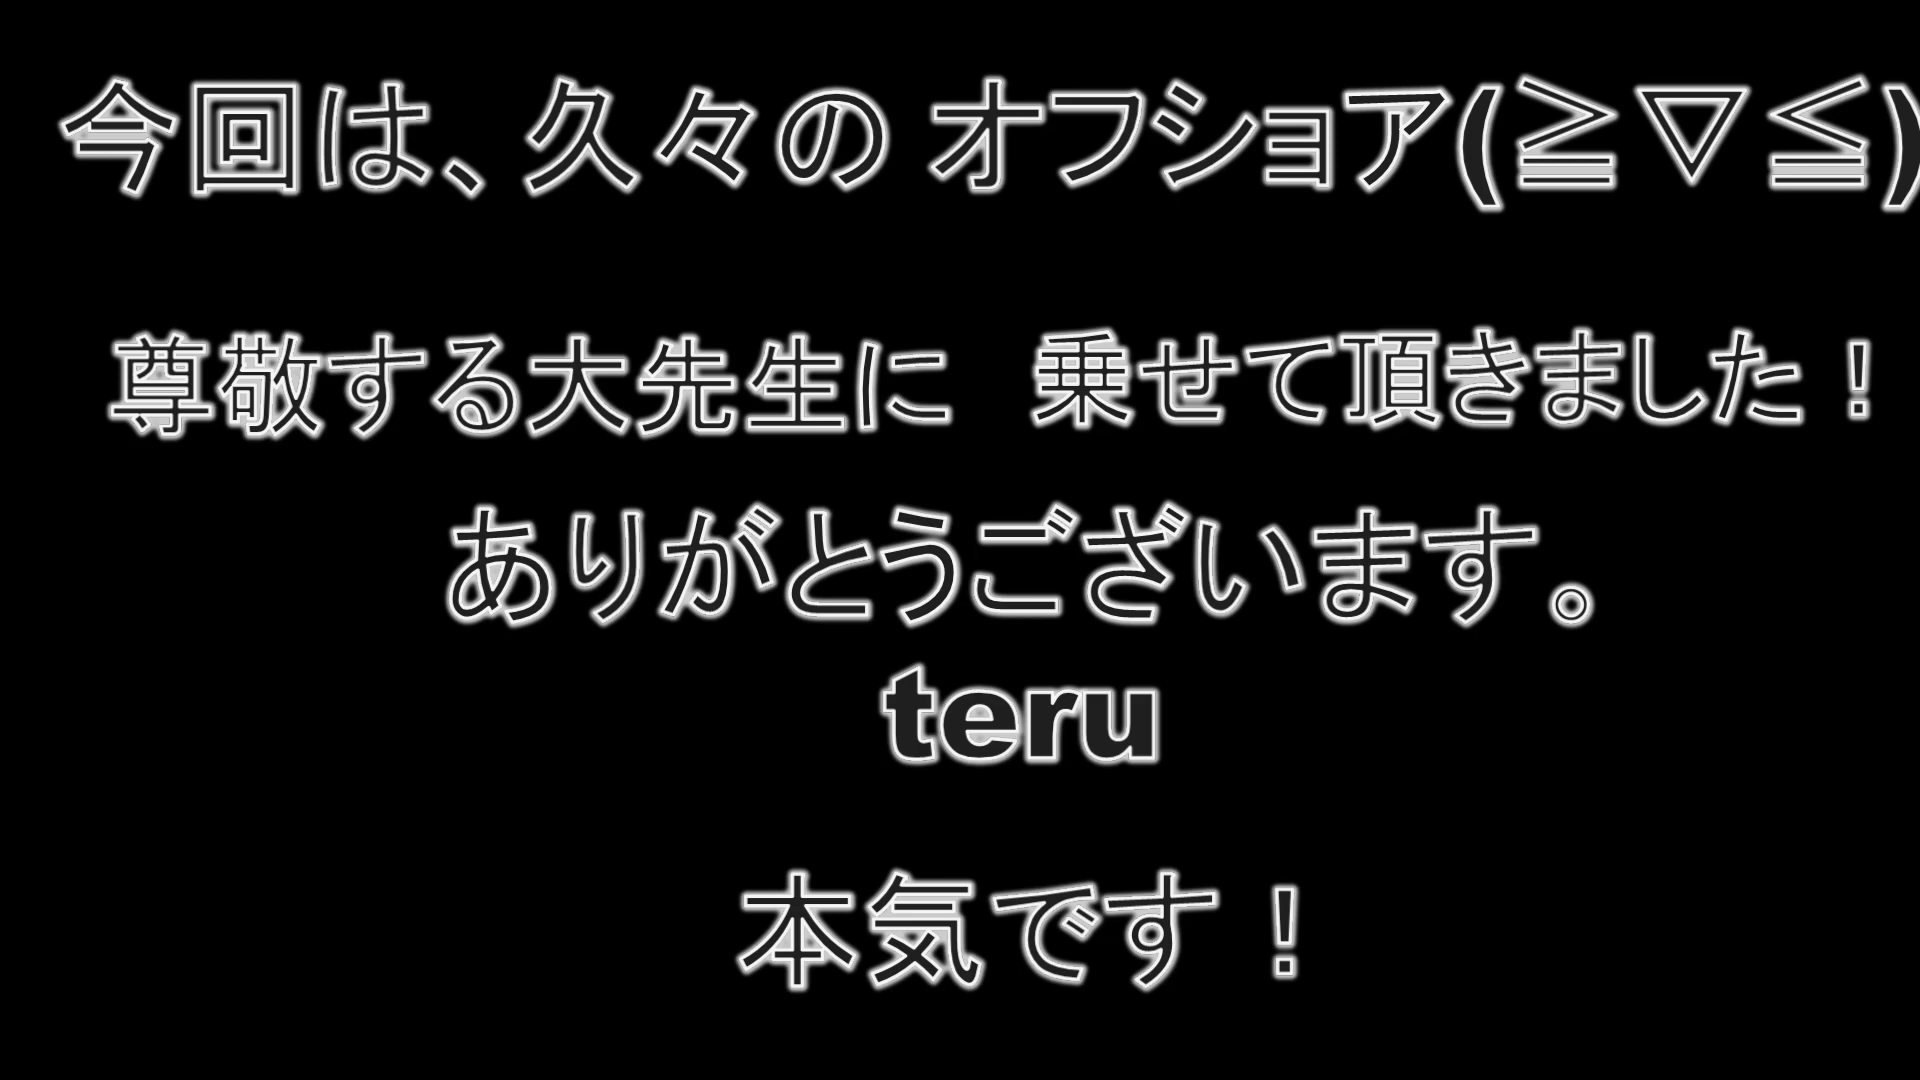 今回は、久々の オフショア(≧▽≦)
尊敬する大先生に　乗せて頂きました！
ありがとうございます。
teru
本気です！